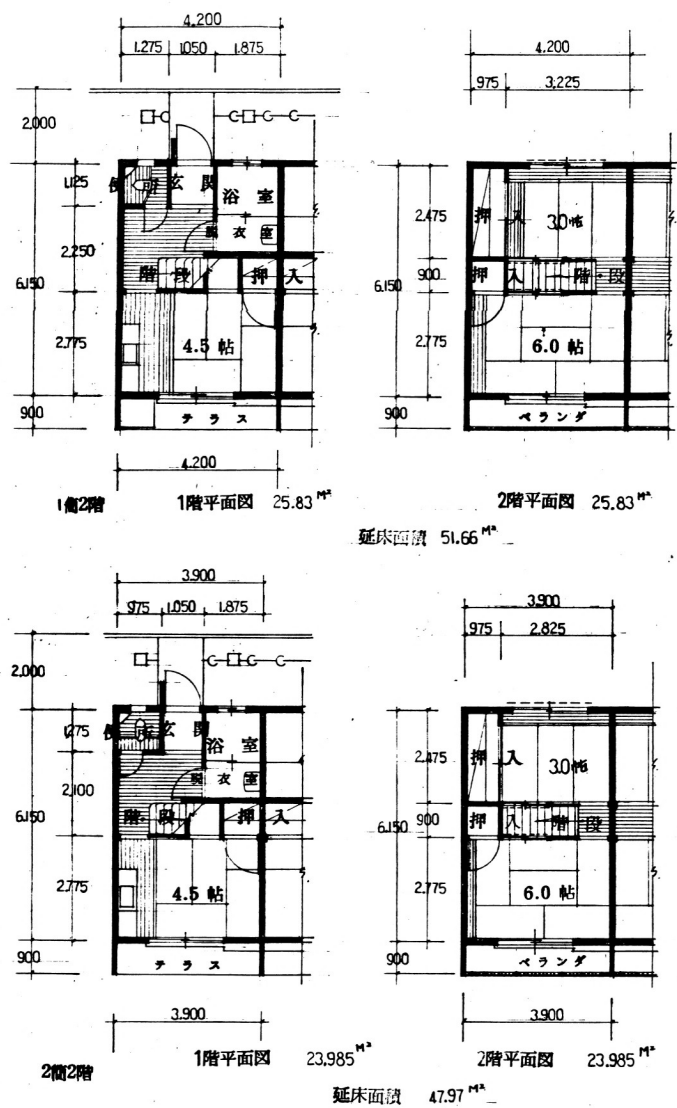 4.200
1.275 1.050 1.875
2.000
1.125
2.250
6.150
2.775
900
便所 玄関
浴室
脱衣室
階段 押入
4.5 帖
テラス
4.200
1階平面図 25.83 M²
4.200
975 3.225
2.475
900
6.150
2.775
900
押入 3.0帖
押入 階段
6.0 帖
ベランダ
2階平面図 25.83 M²
延床面積 51.66 M²
3.900
975 1.050 1.875
2.000
1.275
2.100
6.150
2.775
900
便所 玄関
浴室
脱衣室
階段 押入
4.5 帖
テラス
3.900
1階平面図 23.985 M²
3.900
975 2.825
2.475
900
6.150
2.775
900
押入 3.0帖
押入 階段
6.0 帖
ベランダ
3.900
2階平面図 23.985 M²
延床面積 47.97 M²